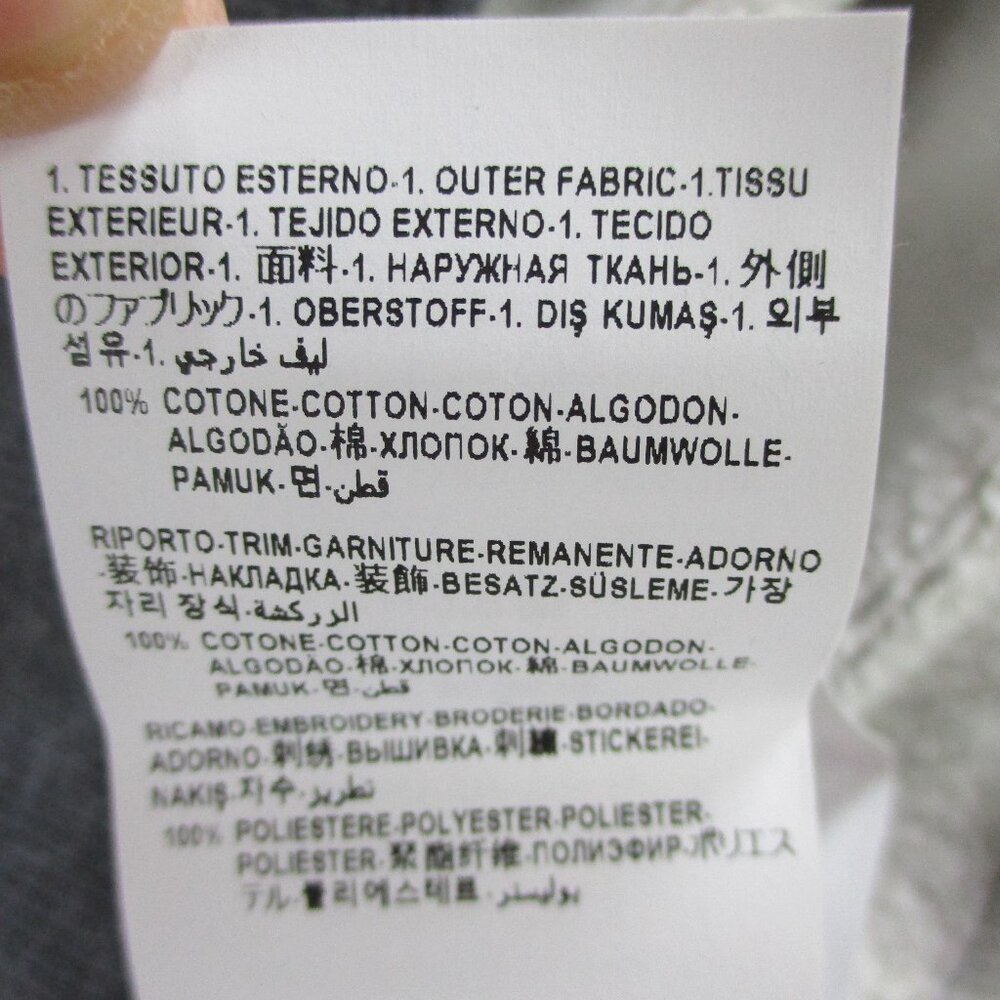 1. TESSUTO ESTERNO-1. OUTER FABRIC-1.TISSU
EXTERIEUR-1. TEJIDO EXTERNO-1. TECIDO
EXTERIOR-1. 面料-1. НАРУЖНАЯ ТКАНЬ-1. 外側
のファブリック-1. OBERSTOFF-1. DIŞ KUMAŞ-1. 외부
섬유-1. ليف خارجي
100% COTONE-COTTON-COTON-ALGODON-
ALGODÃO-棉-ХЛОПОК-綿-BAUMWOLLE-
PAMUK-면-قطن
RIPORTO-TRIM-GARNITURE-REMANENTE-ADORNO
-装饰-НАКЛАДКА-装飾-BESATZ-SÜSLEME-가장
자리 장식-الزركشة
100% COTONE-COTTON-COTON-ALGODON-
ALGODÃO-棉-ХЛОПОК-綿-BAUMWOLLE-
PAMUK-면-قطن
RICAMO-EMBROIDERY-BRODERIE-BORDADO-
ADORNO-刺绣-ВЫШИВКА-刺繍-STICKEREI-
NAKIŞ-자수-تطريز
100% POLIESTERE-POLYESTER-POLIESTER-
POLIESTER-聚酯纤维-ПОЛИЭФИР-ポリエス
テル-폴리에스테르-بوليستر